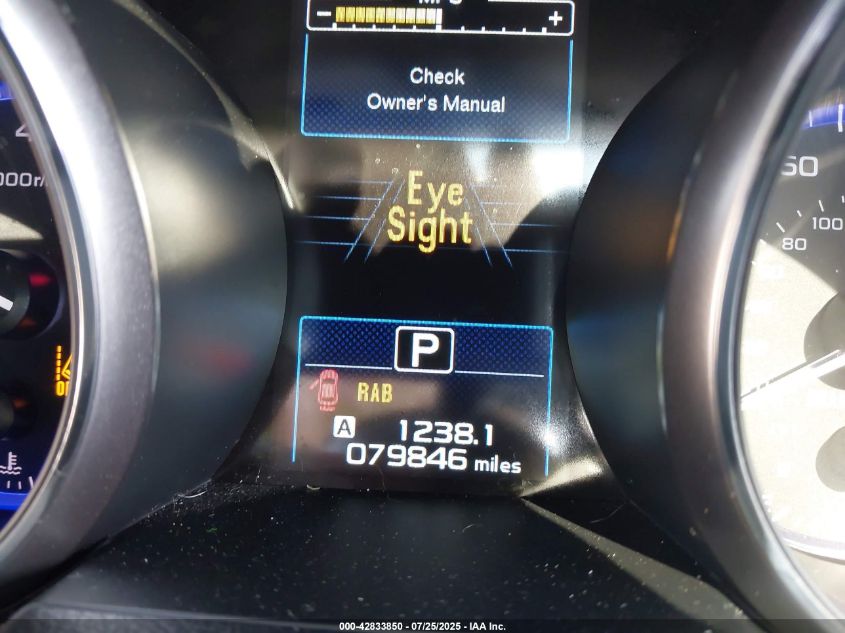 - +
Check
Owner's Manual
Eye
Sight
60
100
80
P
RAB
A 1238.1
079846 miles
000-42833850 / 07/25/2025 - IAA Inc.